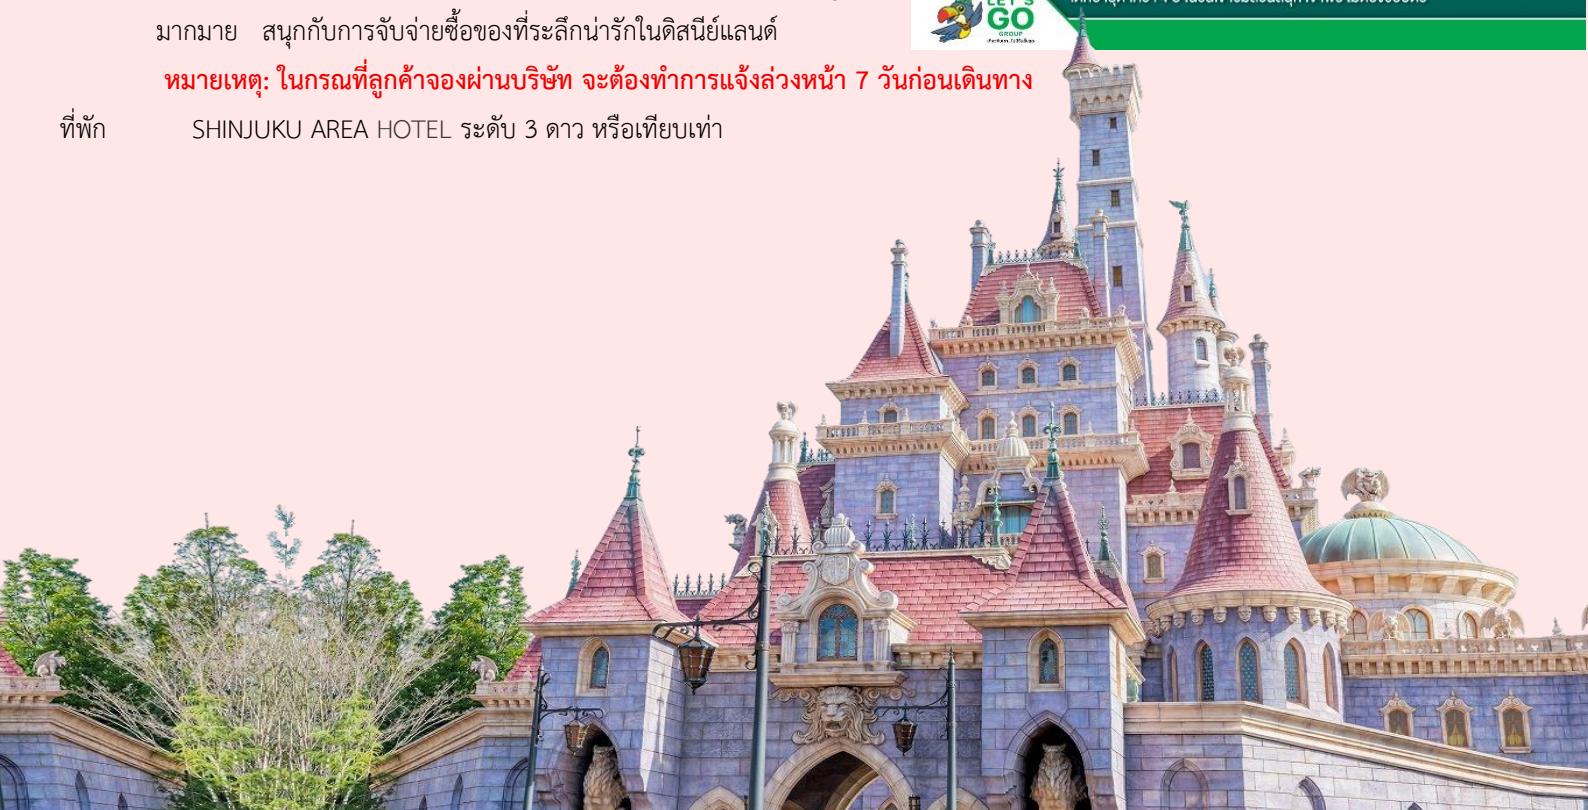 LET'S
GO
GROUP
มากมาย สนุกกับการจับจ่ายซื้อของที่ระลึกน่ารักในดิสนีย์แลนด์
หมายเหตุ: ในกรณีที่ลูกค้าจองผ่านบริษัท จะต้องทำการแจ้งล่วงหน้า 7 วันก่อนเดินทาง
ที่พัก SHINJUKU AREA HOTEL ระดับ 3 ดาว หรือเทียบเท่า